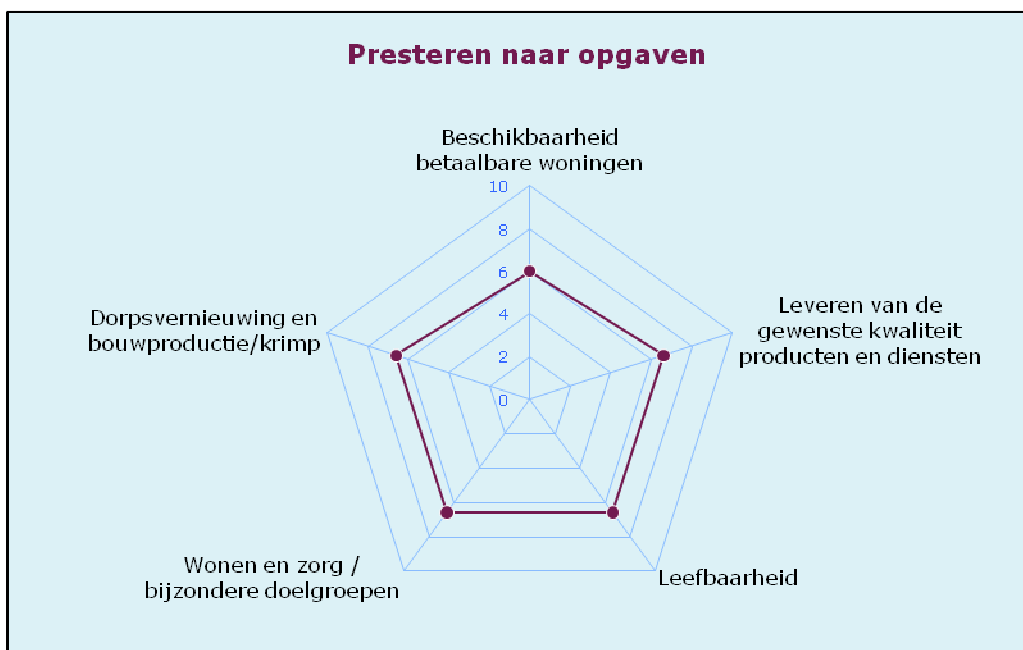 Presteren naar opgaven
Beschikbaarheid
betaalbare woningen
10
8
6
4
2
0
Leveren van de
gewenste kwaliteit
producten en diensten
Dorpsvernieuwing en
bouwproductie/krimp
Wonen en zorg /
bijzondere doelgroepen
Leefbaarheid